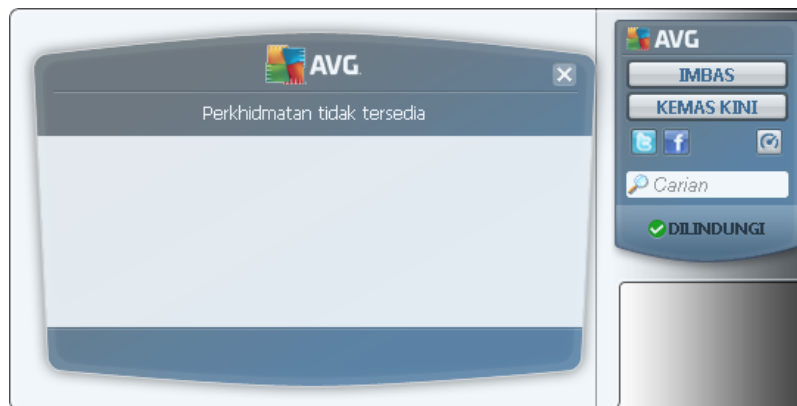 AVG
Perkhidmatan tidak tersedia
AVG
IMBAS
KEMAS KINI
Carian
DILINDUNGI